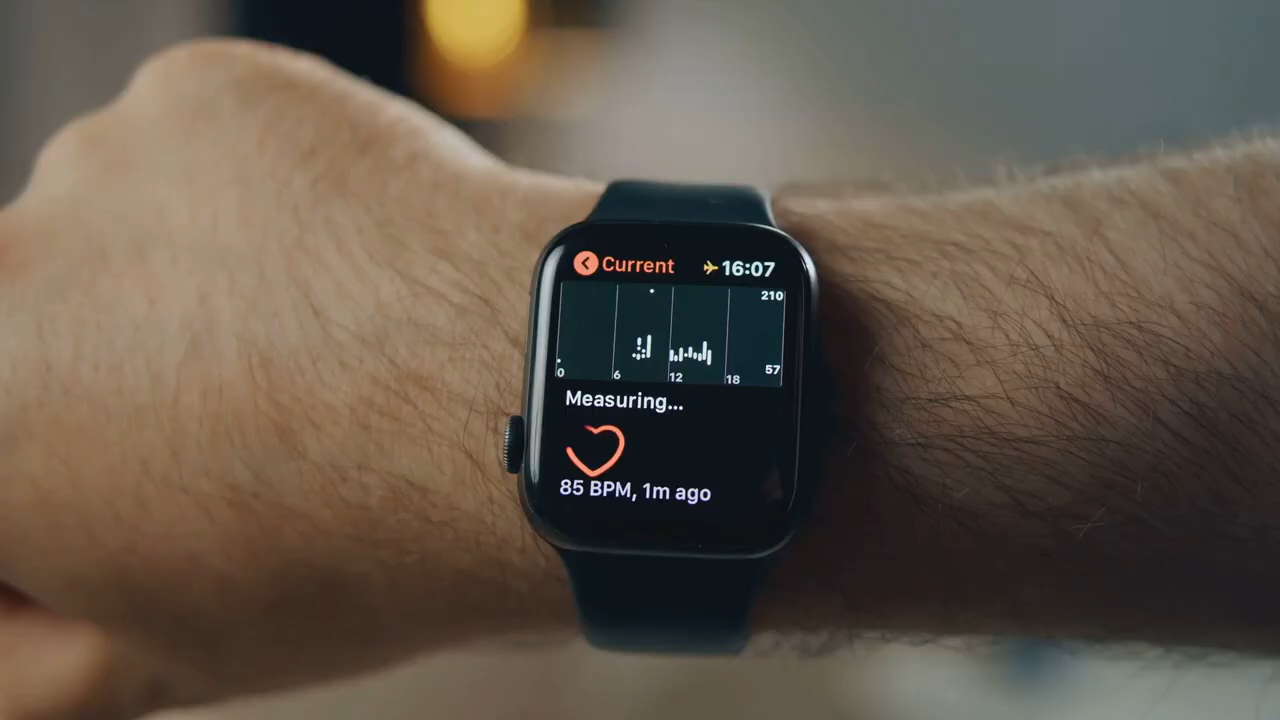 Current 16:07
210
57
0 6 12 18
Measuring...
85 BPM, 1m ago